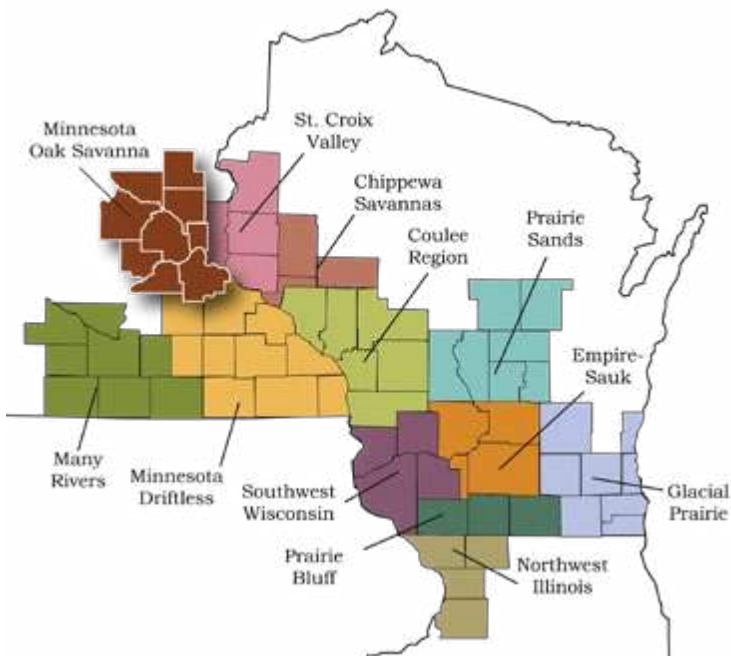 Minnesota
Oak Savanna
St. Croix
Valley
Chippewa
Savannas
Coulee
Region
Prairie
Sands
Empire-
Sauk
Many
Rivers
Minnesota
Driftless
Southwest
Wisconsin
Glacial
Prairie
Prairie
Bluff
Northwest
Illinois